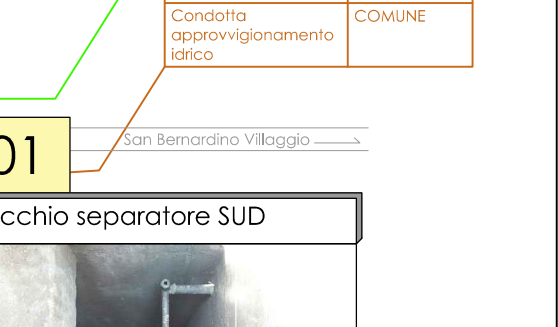 Condotta
approvvigionamento
idrico
COMUNE
01
San Bernardino Villaggio
cchio separatore SUD